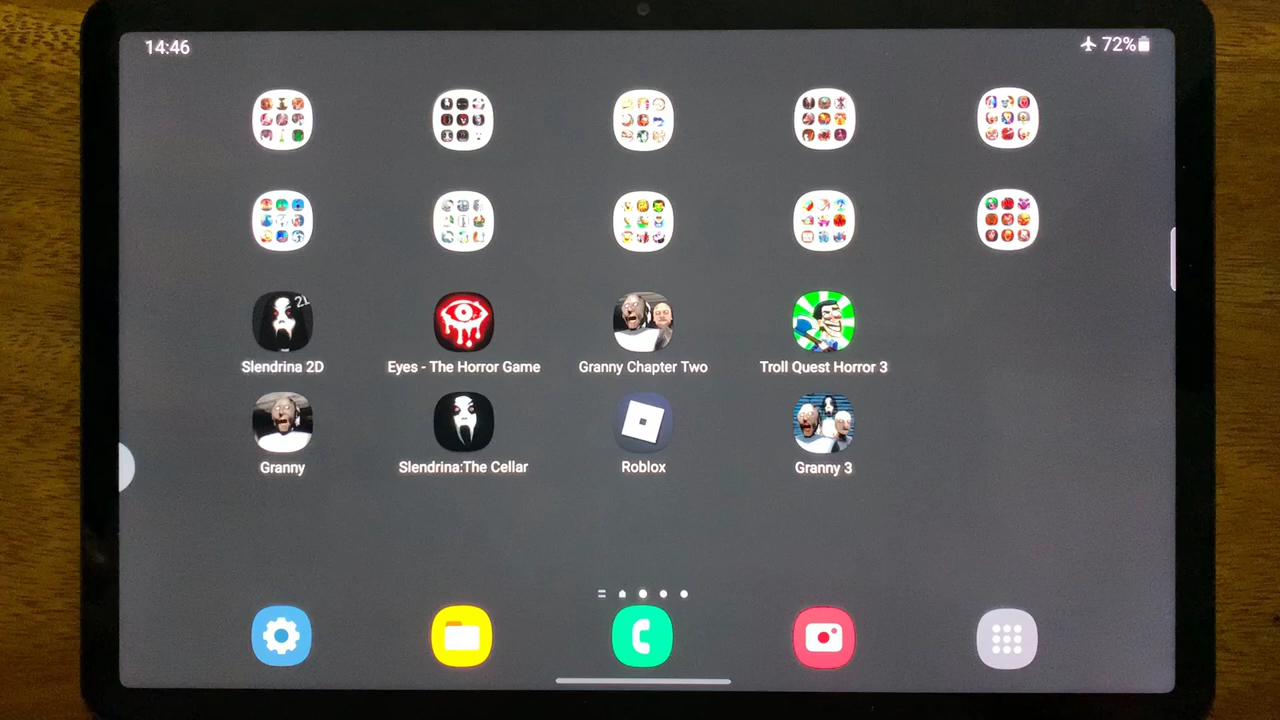 14:46
72%
Slendrina 2D
Eyes - The Horror Game
Granny Chapter Two
Troll Quest Horror 3
Granny
Slendrina:The Cellar
Roblox
Granny 3